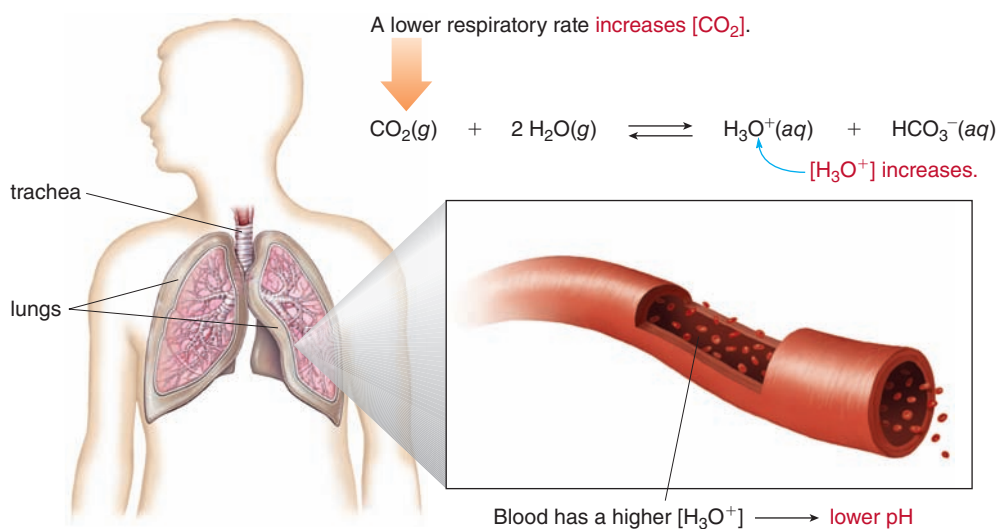 A lower respiratory rate increases [CO₂].
CO₂(g) + 2 H₂O(g) ⇌ H₃O⁺(aq) + HCO₃⁻(aq)
[H₃O⁺] increases.
trachea
lungs
Blood has a higher [H₃O⁺] ⟶ lower pH